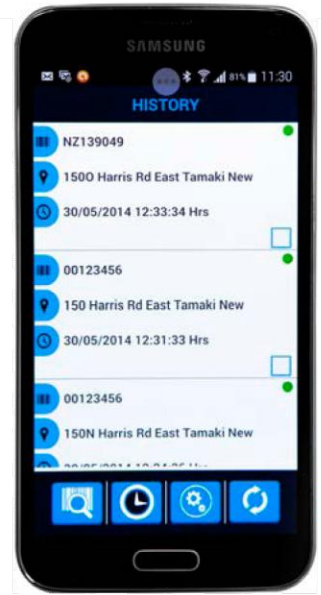 SAMSUNG
81% 11:30
HISTORY
NZ139049
150O Harris Rd East Tamaki New
30/05/2014 12:33:34 Hrs
00123456
150 Harris Rd East Tamaki New
30/05/2014 12:31:33 Hrs
00123456
150N Harris Rd East Tamaki New